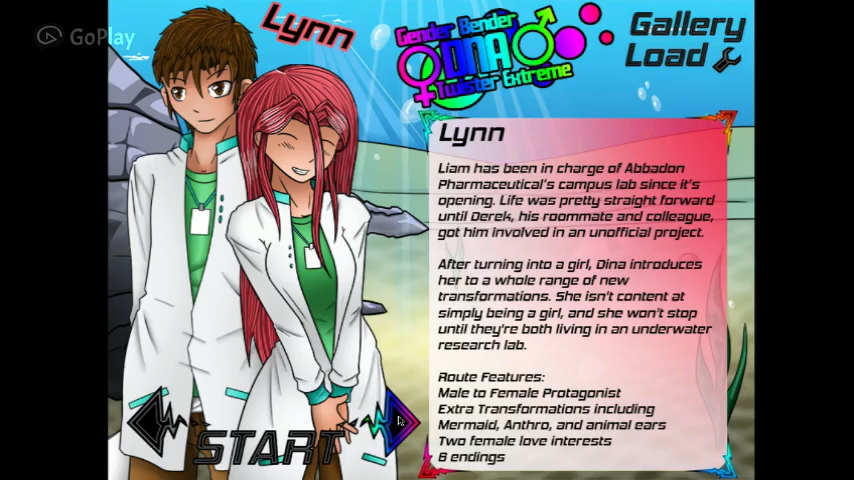 GoPlay
Lynn
Gender Bender
DNA
Twister Extreme
Gallery
Load
Lynn
Liam has been in charge of Abbadon
Pharmaceutical's campus lab since it's
opening. Life was pretty straight forward
until Derek, his roommate and colleague,
got him involved in an unofficial project.
After turning into a girl, Dina introduces
her to a whole range of new
transformations. She isn't content at
simply being a girl, and she won't stop
until they're both living in an underwater
research lab.
Route Features:
Male to Female Protagonist
Extra Transformations including
Mermaid, Anthro, and animal ears
Two female love interests
8 endings
START